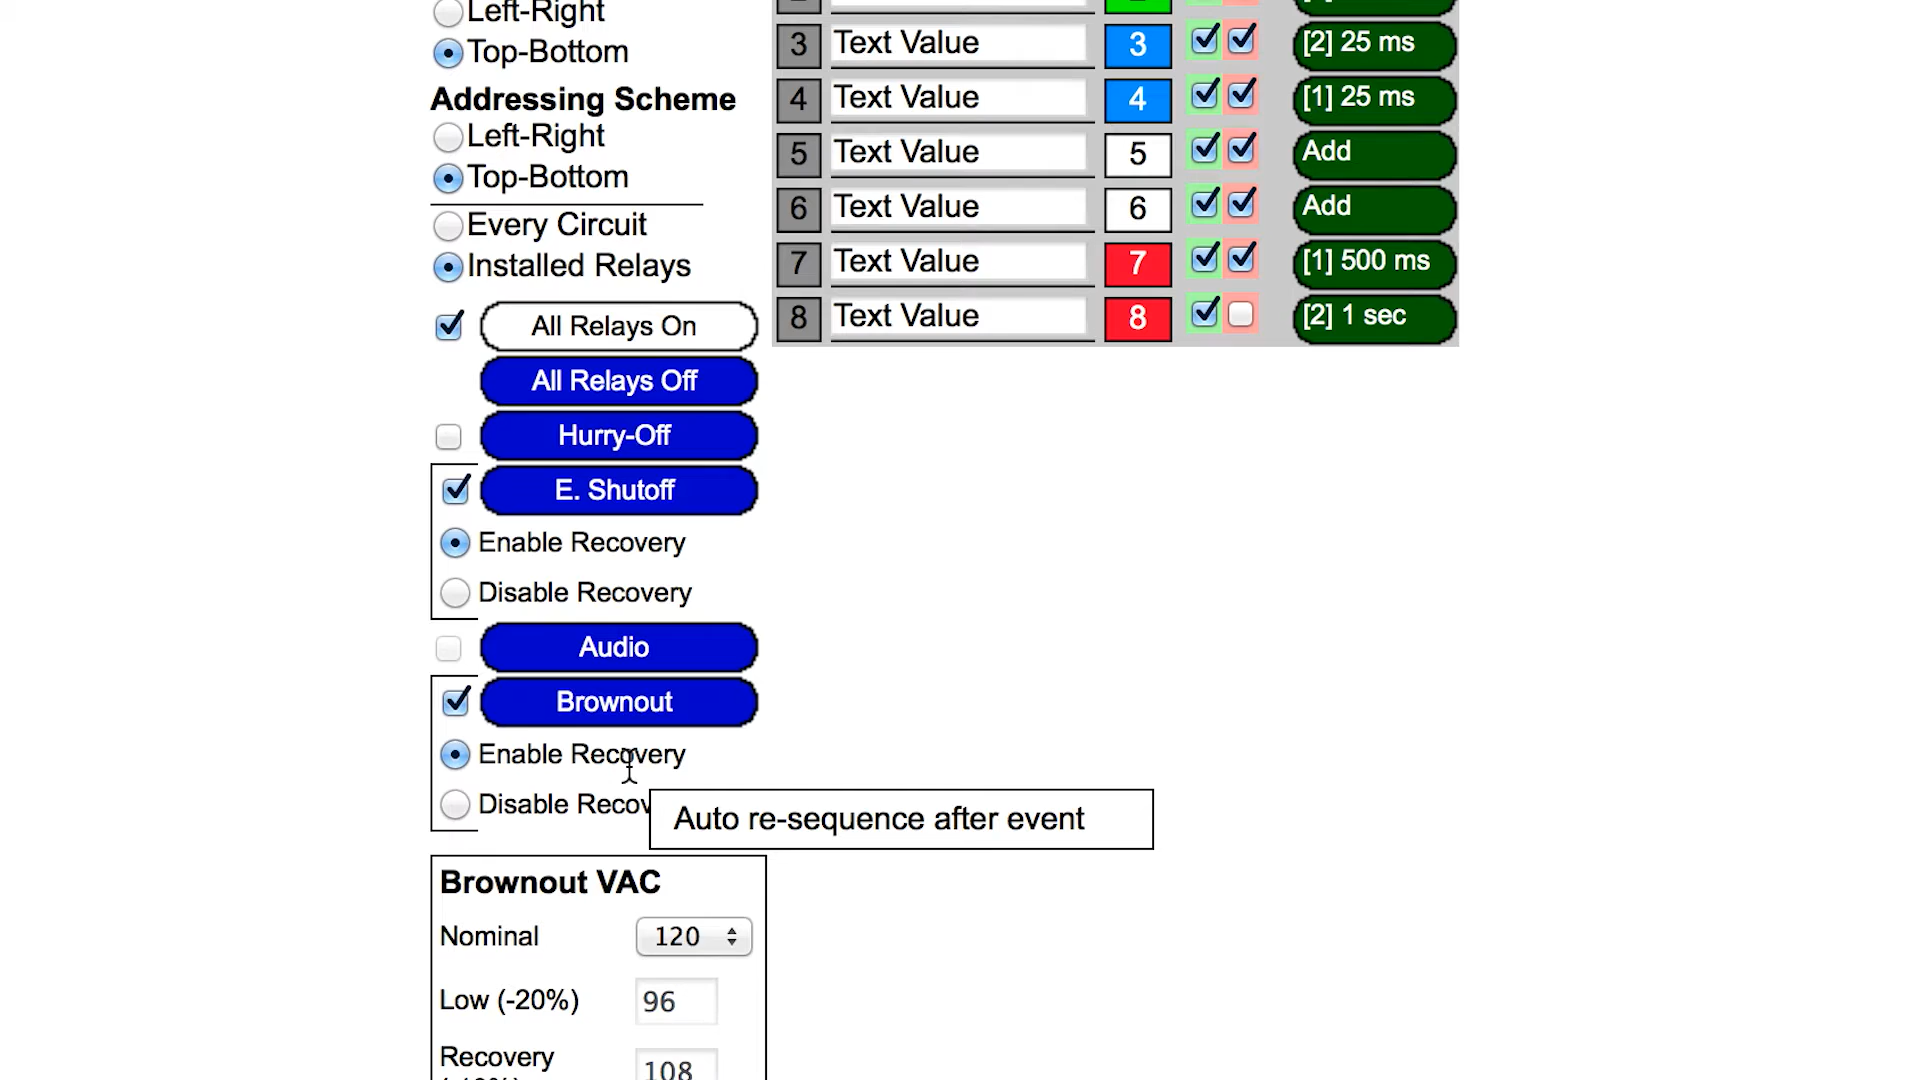 Left-Right
Top-Bottom
Addressing Scheme
Left-Right
Top-Bottom
Every Circuit
Installed Relays
All Relays On
All Relays Off
Hurry-Off
E. Shutoff
Enable Recovery
Disable Recovery
Audio
Brownout
Enable Recovery
Disable Recov
Auto re-sequence after event
Brownout VAC
Nominal 120
Low (-20%) 96
Recovery 108
3 Text Value 3 [2] 25 ms
4 Text Value 4 [1] 25 ms
5 Text Value 5 Add
6 Text Value 6 Add
7 Text Value 7 [1] 500 ms
8 Text Value 8 [2] 1 sec